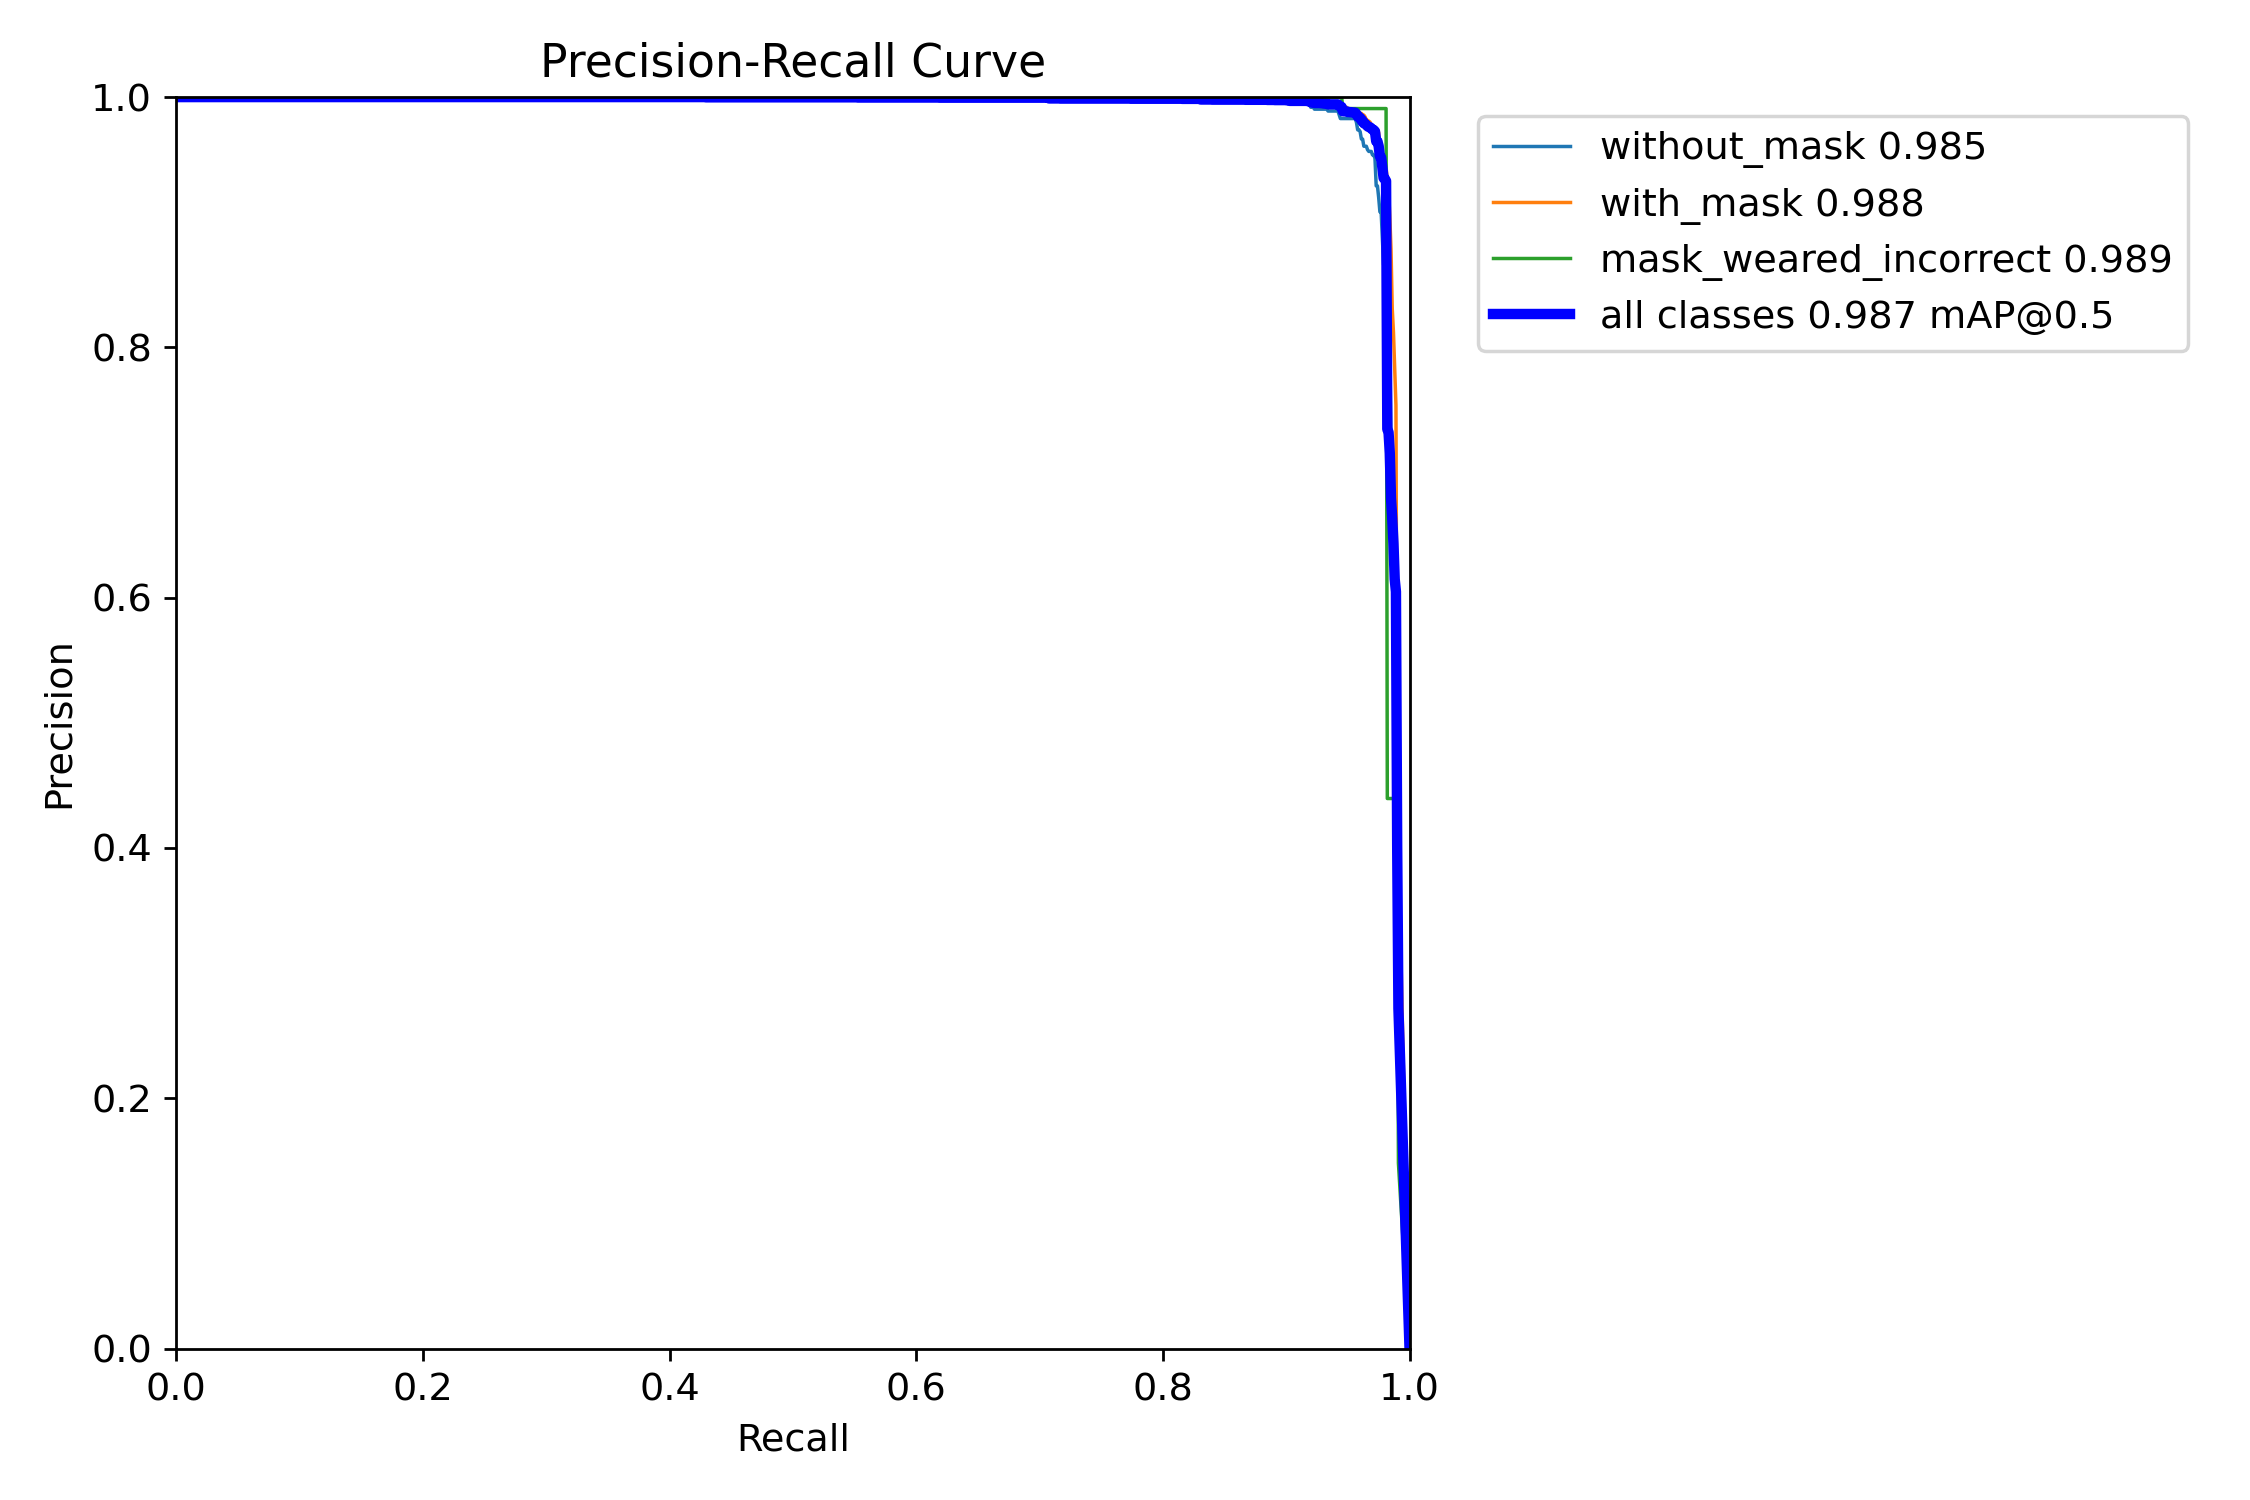 Precision-Recall Curve
1.0
0.8
0.6
0.4
0.2
0.0
Precision
0.0 0.2 0.4 0.6 0.8 1.0
Recall
without_mask 0.985
with_mask 0.988
mask_weared_incorrect 0.989
all classes 0.987 mAP@0.5